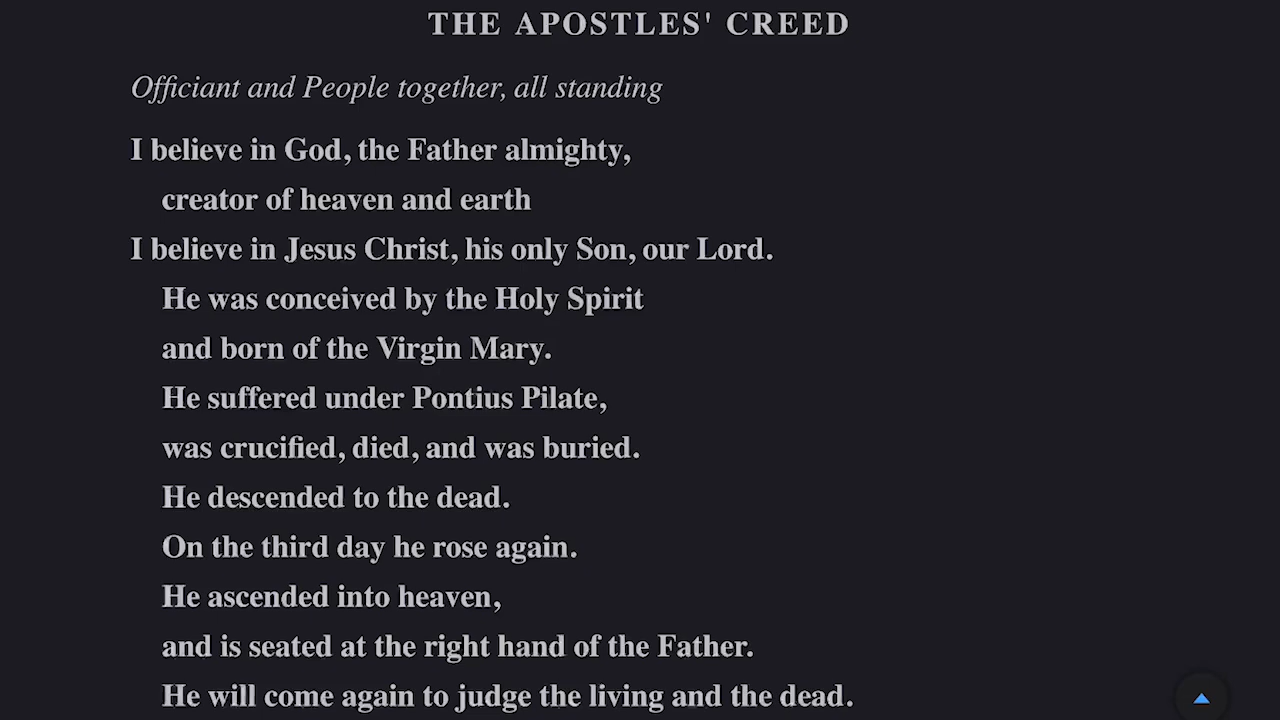 THE APOSTLES' CREED
Officiant and People together, all standing
I believe in God, the Father almighty,
creator of heaven and earth
I believe in Jesus Christ, his only Son, our Lord.
He was conceived by the Holy Spirit
and born of the Virgin Mary.
He suffered under Pontius Pilate,
was crucified, died, and was buried.
He descended to the dead.
On the third day he rose again.
He ascended into heaven,
and is seated at the right hand of the Father.
He will come again to judge the living and the dead.